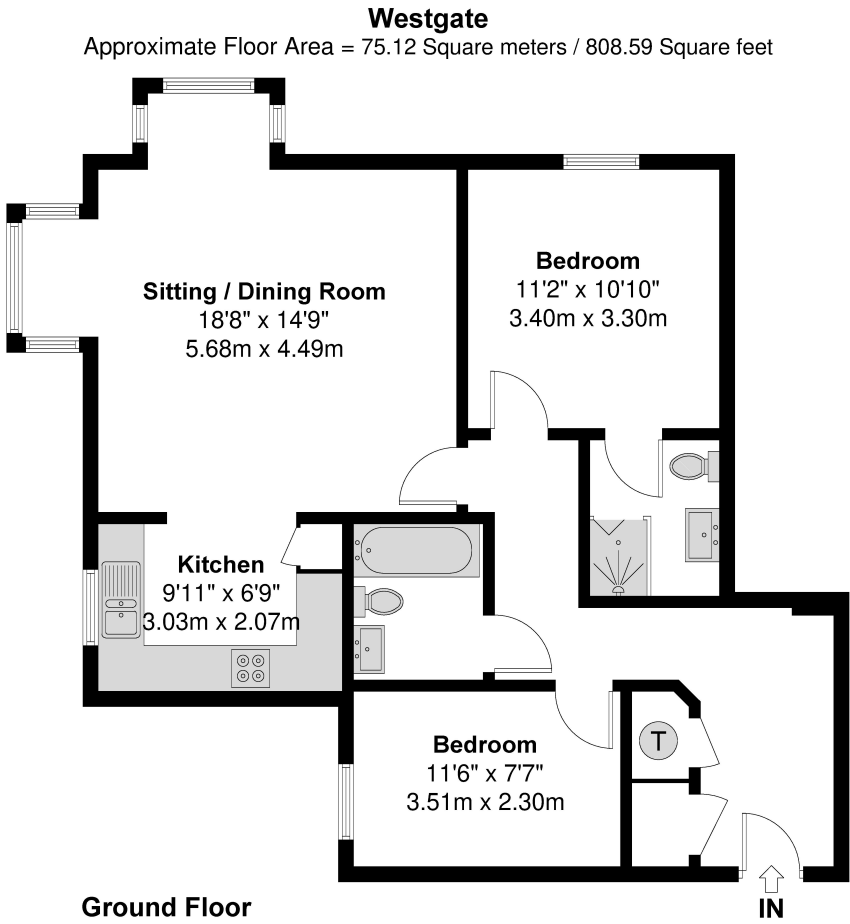 Westgate
Approximate Floor Area = 75.12 Square meters / 808.59 Square feet
Sitting / Dining Room
18'8" x 14'9"
5.68m x 4.49m
Bedroom
11'2" x 10'10"
3.40m x 3.30m
Kitchen
9'11" x 6'9"
3.03m x 2.07m
Bedroom
11'6" x 7'7"
3.51m x 2.30m
T
Ground Floor
IN